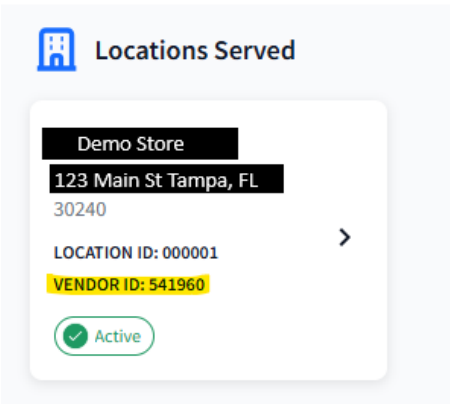 Locations Served
Demo Store
123 Main St Tampa, FL
30240
LOCATION ID: 000001
VENDOR ID: 541960
Active